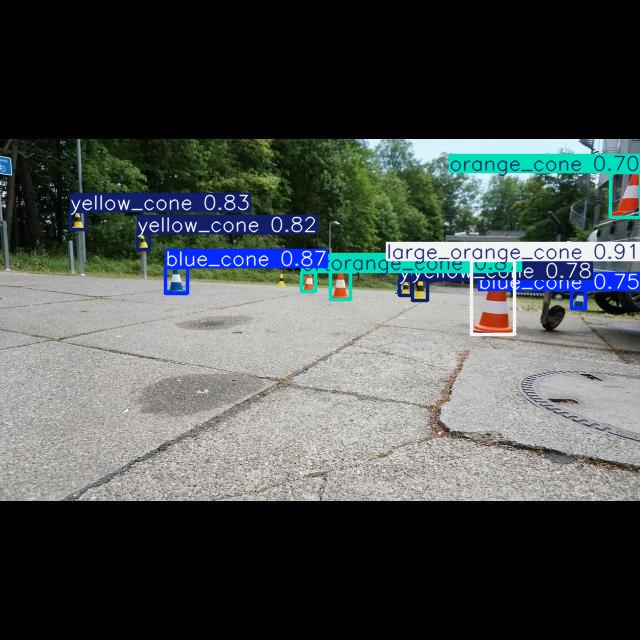 orange_cone 0.70
yellow_cone 0.83
yellow_cone 0.82
large_orange_cone 0.91
blue_cone 0.87
orange_cone
0.78
blue_cone 0.75